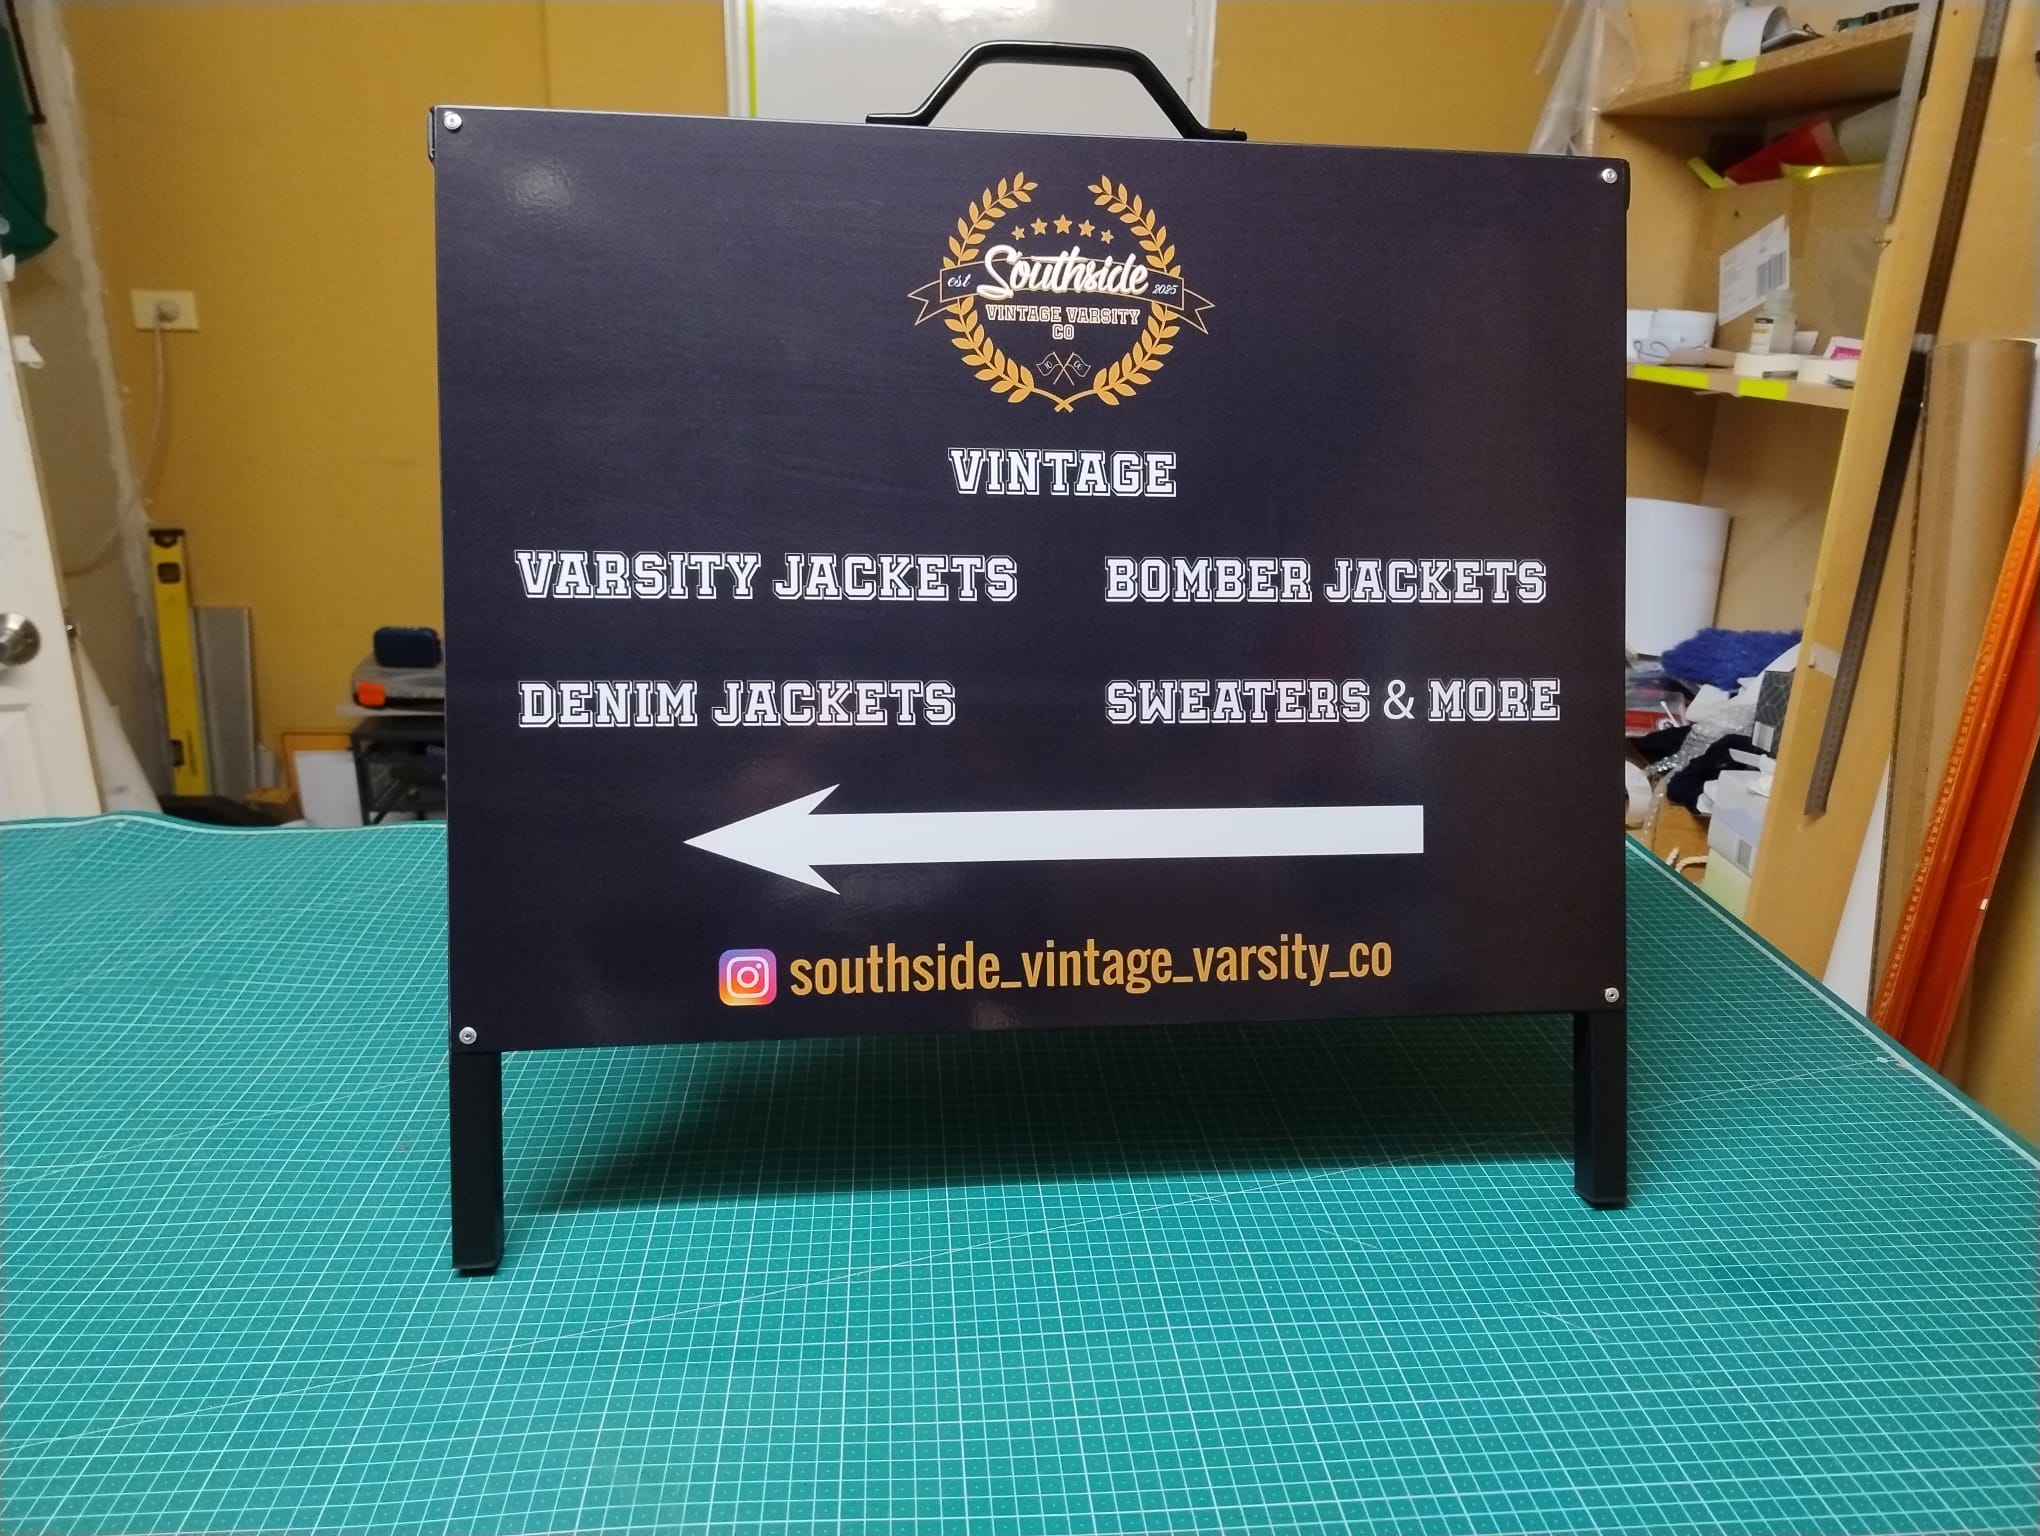 est Southside 2025
VINTAGE VARSITY
CO
VINTAGE
VARSITY JACKETS BOMBER JACKETS
DENIM JACKETS SWEATERS & MORE
southside_vintage_varsity_co